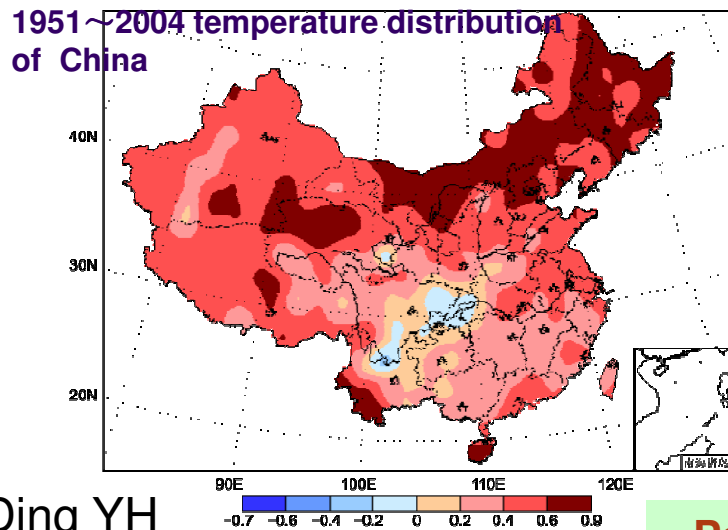 1951～2004 temperature distribution
of China
40N
30N
20N
90E 100E 110E 120E
-0.7 -0.6 -0.4 -0.2 0 0.2 0.4 0.6 0.9
Ding YH